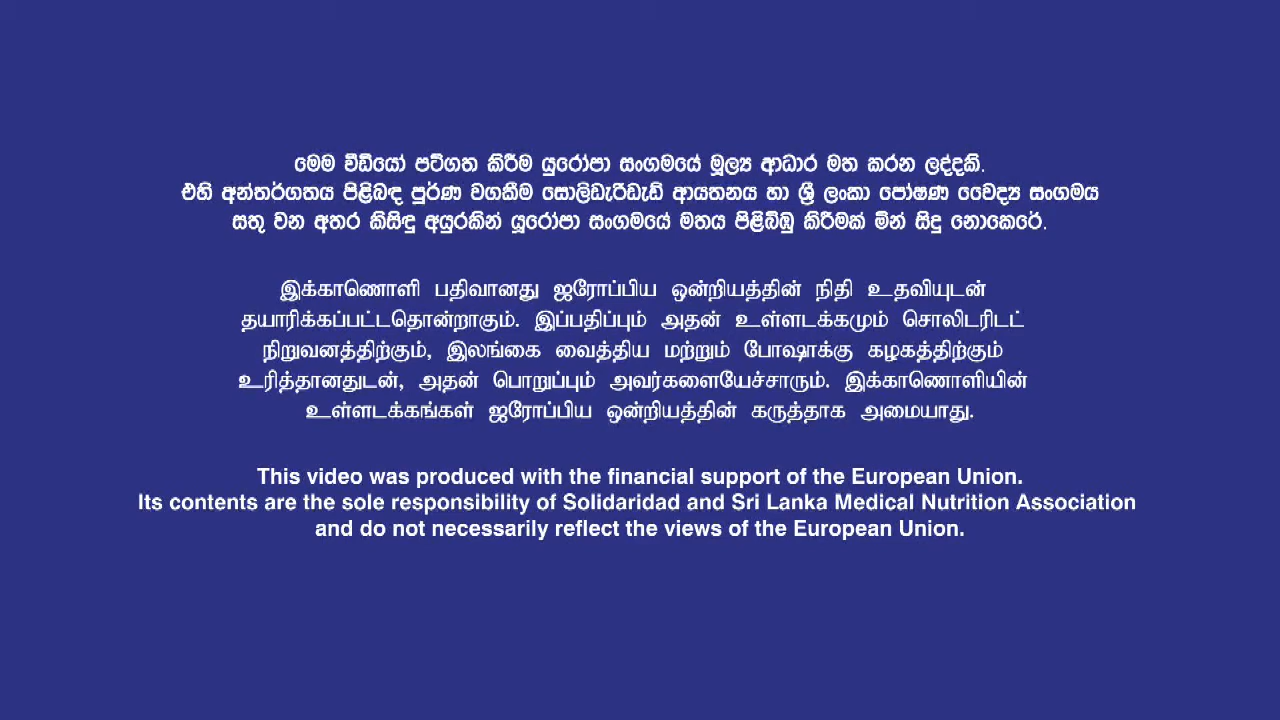 මෙම වීඩියෝ පටිගත කිරීම යුරෝපා සංගමයේ මූල්‍ය ආධාර මත කරන ලද්දකි.
එහි අන්තර්ගතය පිළිබඳ පුර්ණ වගකීම සොලිඩැරිඩැඩ් ආයතනය හා ශ්‍රී ලංකා පෝෂණ වෛද්‍ය සංගමය
සතු වන අතර කිසිඳු අයුරකින් යූරෝපා සංගමයේ මතය පිළිබිඹු කිරීමක් මින් සිදු නොකෙරේ.
இக்காணொளி பதிவானது ஐரோப்பிய ஒன்றியத்தின் நிதி உதவியுடன்
தயாரிக்கப்பட்டதொன்றாகும். இப்பதிப்பும் அதன் உள்ளடக்கமும் சொலிடரிடட்
நிறுவனத்திற்கும், இலங்கை வைத்திய மற்றும் போஷாக்கு கழகத்திற்கும்
உரித்தானதுடன், அதன் பொறுப்பும் அவர்களையேச்சாரும். இக்காணொளியின்
உள்ளடக்கங்கள் ஐரோப்பிய ஒன்றியத்தின் கருத்தாக அமையாது.
This video was produced with the financial support of the European Union.
Its contents are the sole responsibility of Solidaridad and Sri Lanka Medical Nutrition Association
and do not necessarily reflect the views of the European Union.